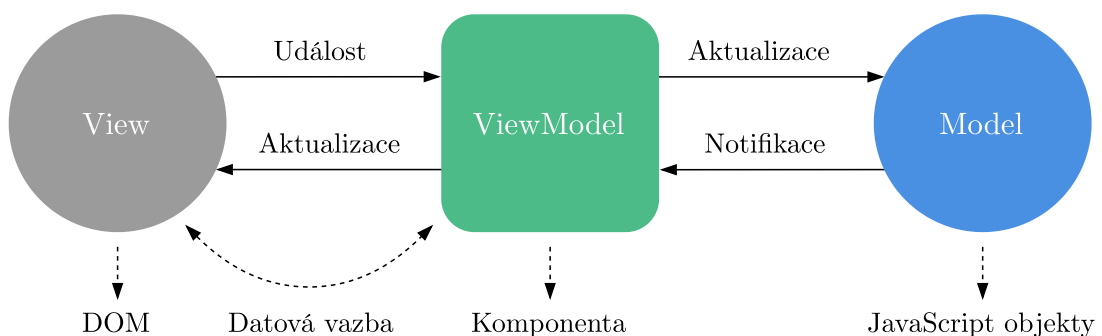 Událost
Aktualizace
View
ViewModel
Model
Aktualizace
Notifikace
DOM
Datová vazba
Komponenta
JavaScript objekty